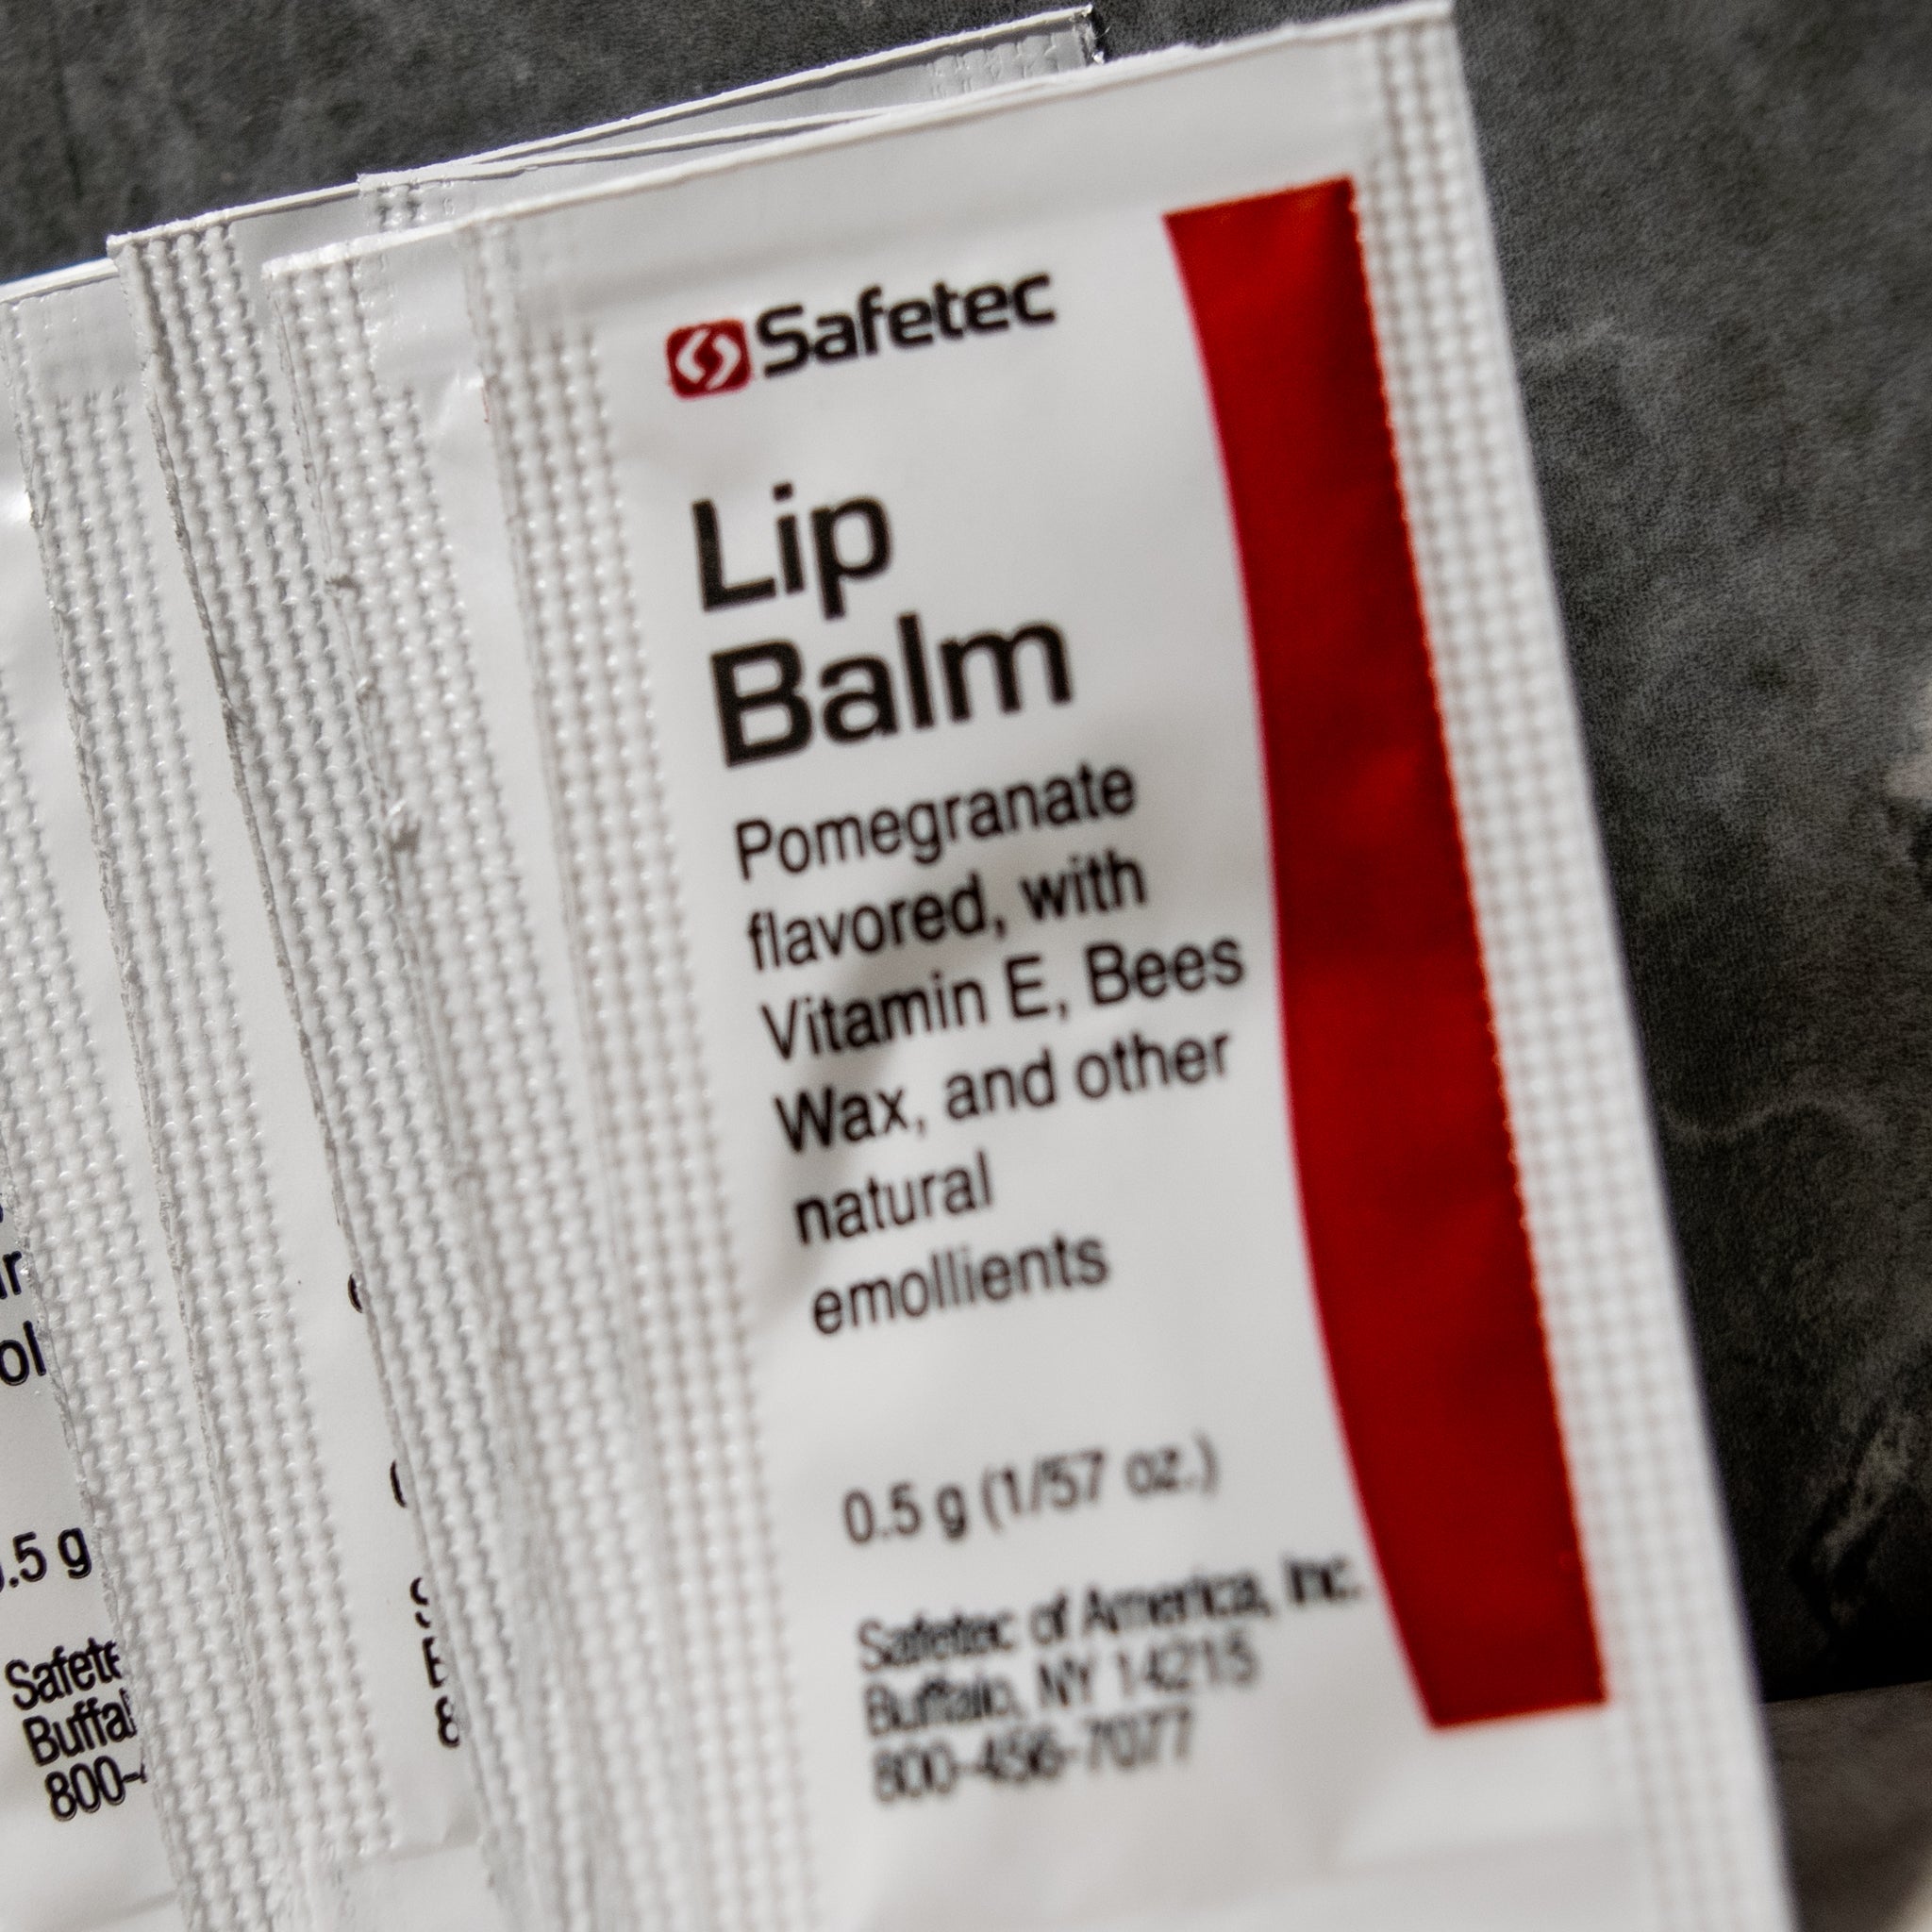 Safetec
Lip
Balm
Pomegranate
flavored, with
Vitamin E, Bees
Wax, and other
natural
emollients
0.5 g (1/57 oz.)
Safetec of America, Inc.
Buffalo, NY 14215
800-456-7077
.5 g
Safete
Buffal
800-